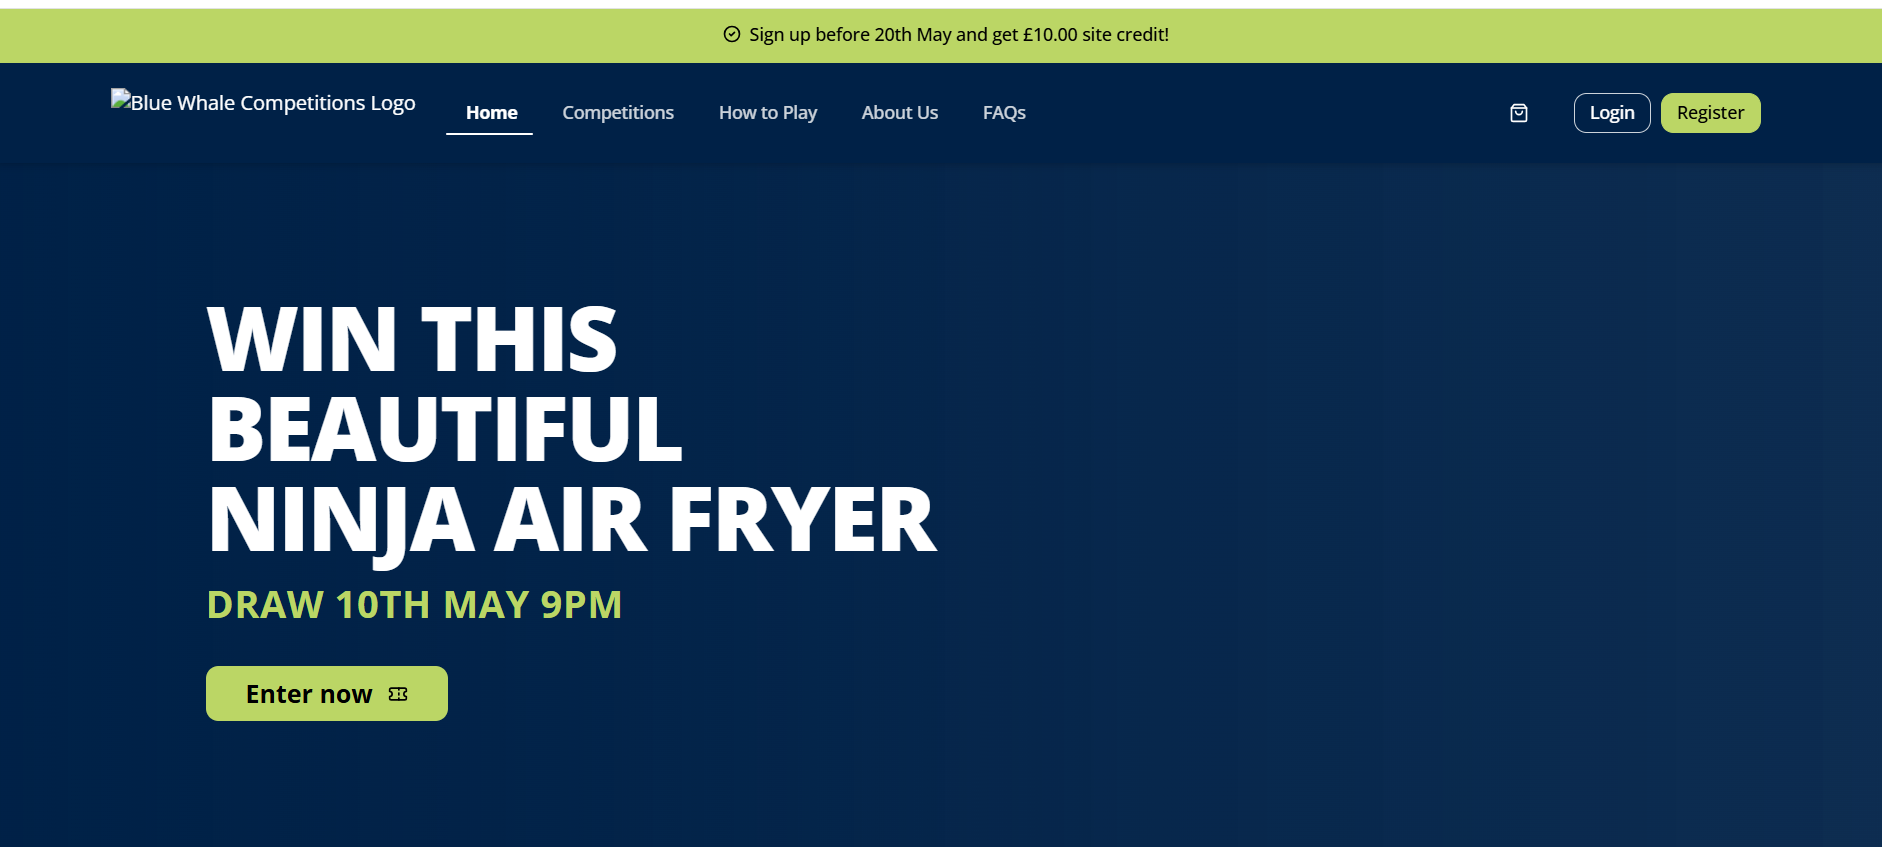 Sign up before 20th May and get £10.00 site credit!
Blue Whale Competitions Logo
Home
Competitions
How to Play
About Us
FAQs
Login
Register
WIN THIS
BEAUTIFUL
NINJA AIR FRYER
DRAW 10TH MAY 9PM
Enter now